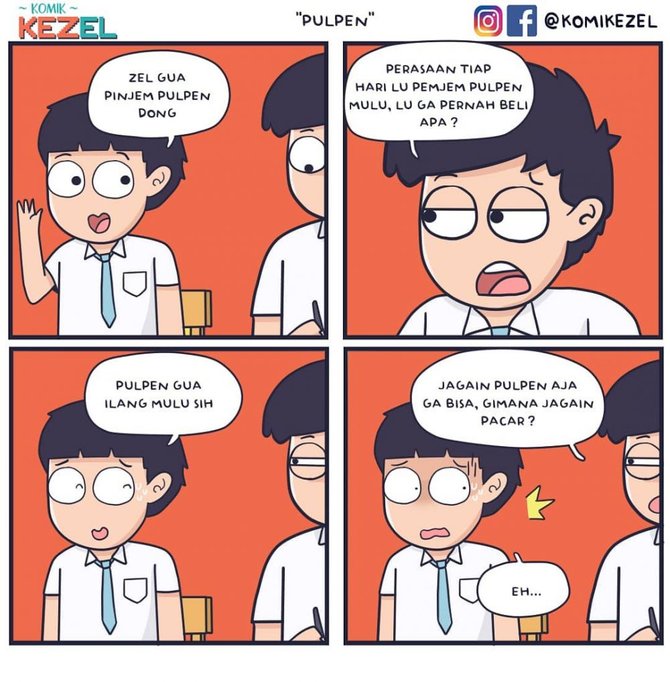 ~ KOMIK ~
KEZEL
"PULPEN"
@KOMIKEZEL
ZEL GUA
PINJEM PULPEN
DONG
PERASAAN TIAP
HARI LU PEMJEM PULPEN
MULU, LU GA PERNAH BELI
APA ?
PULPEN GUA
ILANG MULU SIH
JAGAIN PULPEN AJA
GA BISA, GIMANA JAGAIN
PACAR ?
EH...